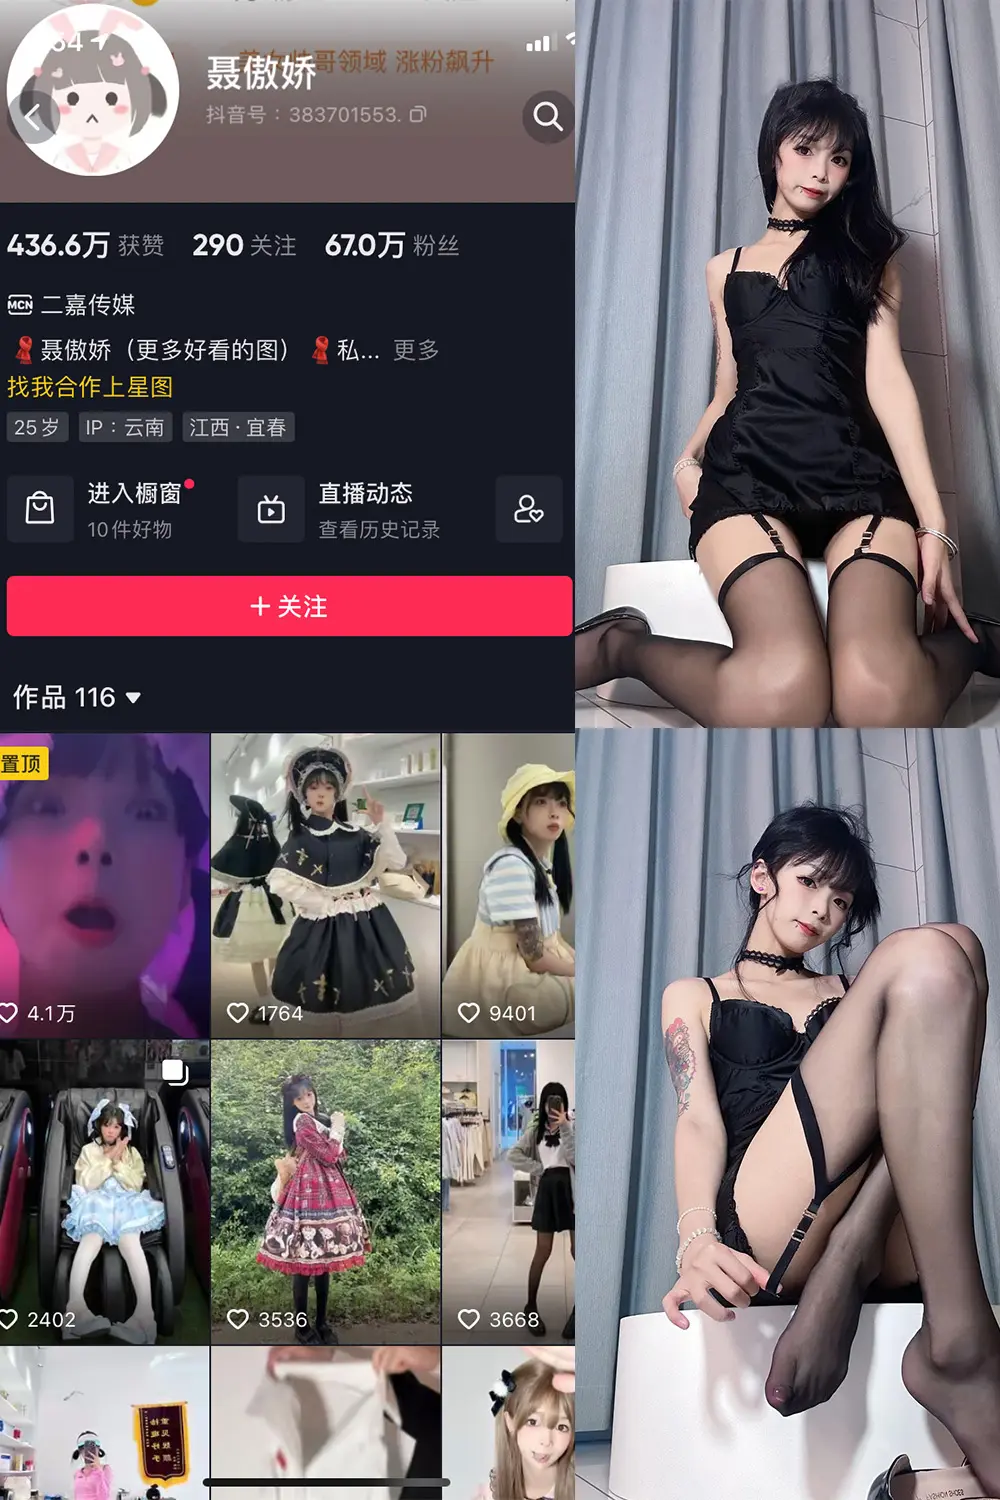 聂傲娇
哥领域 涨粉飙升
抖音号：383701553.
436.6万 获赞 290 关注 67.0万 粉丝
MCN 二嘉传媒
聂傲娇（更多好看的图） 私... 更多
找我合作上星图
25岁 IP：云南 江西·宜春
进入橱窗 直播动态
10件好物 查看历史记录
+ 关注
作品 116
置顶
4.1万 1764 9401
2402 3536 3668